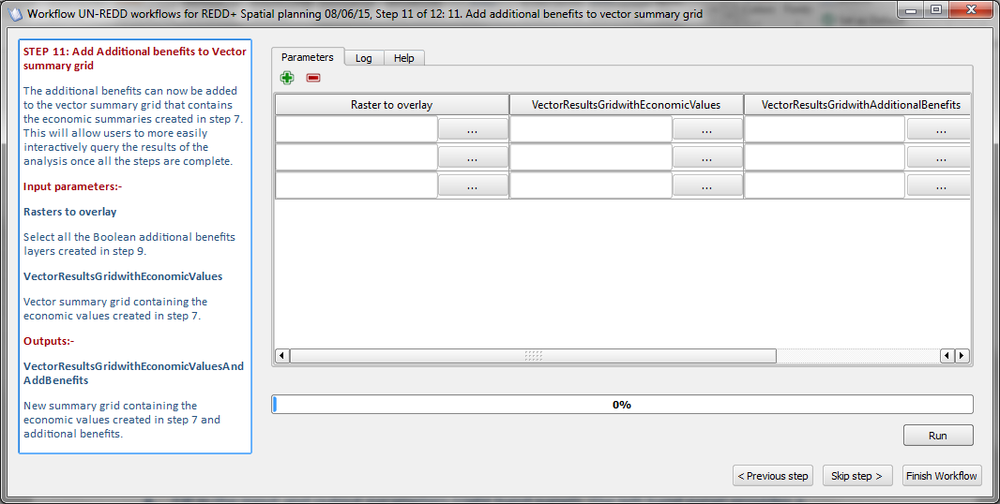 Workflow UN-REDD workflows for REDD+ Spatial planning 08/06/15, Step 11 of 12: 11. Add additional benefits to vector summary grid
STEP 11: Add Additional benefits to Vector
summary grid
The additional benefits can now be added
to the vector summary grid that contains
the economic summaries created in step 7.
This will allow users to more easily
interactively query the results of the
analysis once all the steps are complete.
Input parameters:-
Rasters to overlay
Select all the Boolean additional benefits
layers created in step 9.
VectorResultsGridwithEconomicValues
Vector summary grid containing the
economic values created in step 7.
Outputs:-
VectorResultsGridwithEconomicValuesAnd
AddBenefits
New summary grid containing the
economic values created in step 7 and
additional benefits.
Parameters Log Help
Raster to overlay VectorResultsGridwithEconomicValues VectorResultsGridwithAdditionalBenefits
... ... ...
... ... ...
... ... ...
0%
Run
< Previous step Skip step > Finish Workflow